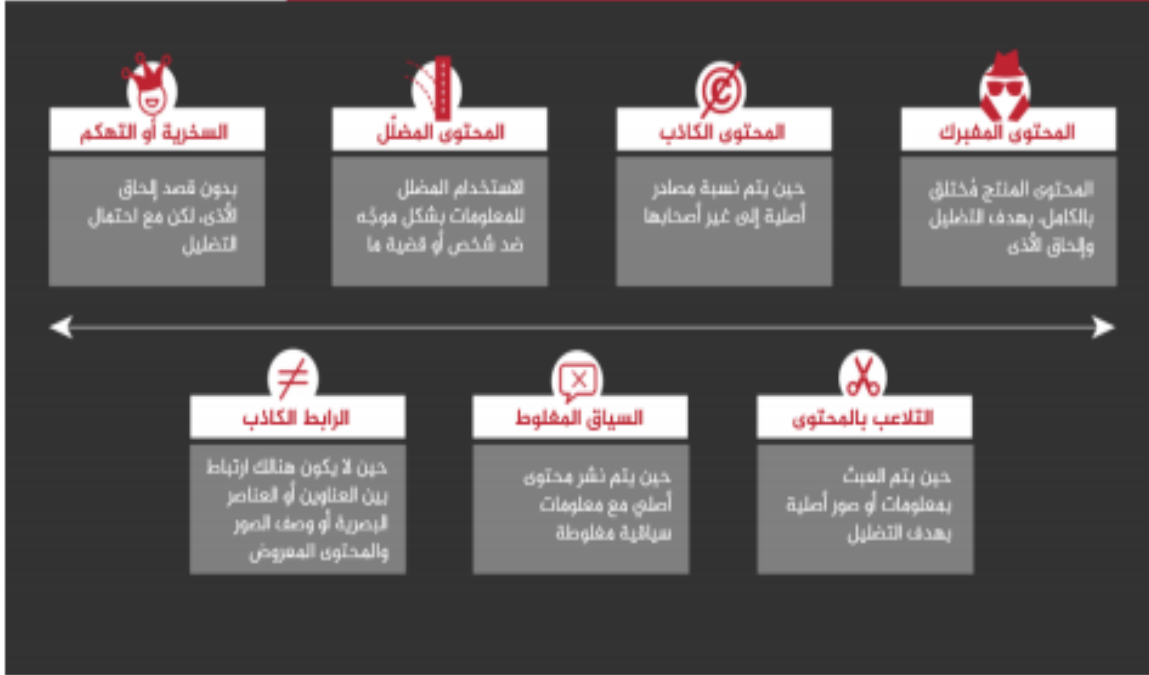 المحتوى المفبرك
المحتوى المنتج مُختلق
بالكامل، بهدف التضليل
وإلحاق الأذى
المحتوى الكاذب
حين يتم نسبة مصادر
أصلية إلى غير أصحابها
المحتوى المضلّل
الاستخدام المضلل
للمعلومات بشكل موجّه
ضد شخص أو قضية ما
السخرية أو التهكم
بدون قصد إلحاق
الأذى، لكن مع احتمال
التضليل
التلاعب بالمحتوى
حين يتم العبث
بمعلومات أو صور أصلية
بهدف التضليل
السياق المغلوط
حين يتم نشر محتوى
أصلي مع معلومات
سياقية مغلوطة
الرابط الكاذب
حين لا يكون هنالك ارتباط
بين العناوين أو العناصر
البصرية أو وصف الصور
والمحتوى المعروض